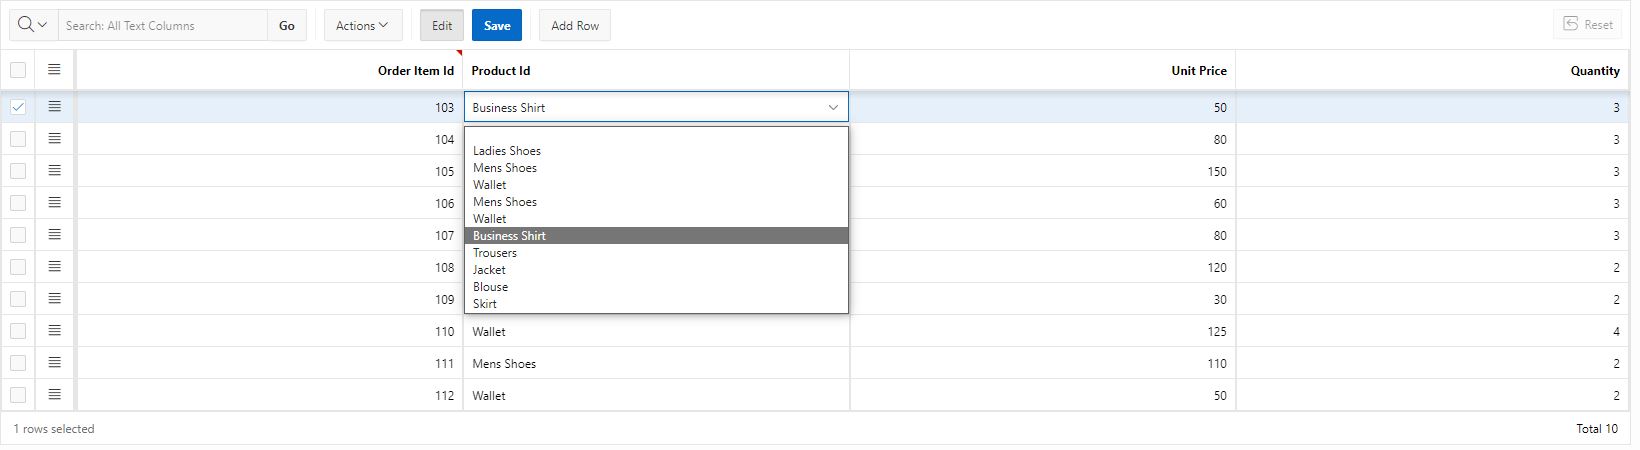 Search: All Text Columns Go Actions Edit Save Add Row Reset
Order Item Id Product Id Unit Price Quantity
103 Business Shirt 50 3
104 80 3
Ladies Shoes
Mens Shoes
105 150 3
Wallet
Mens Shoes
106 60 3
Wallet
Business Shirt
107 80 3
Trousers
Jacket
108 120 2
Blouse
Skirt
109 30 2
110 Wallet 125 4
111 Mens Shoes 110 2
112 Wallet 50 2
1 rows selected Total 10